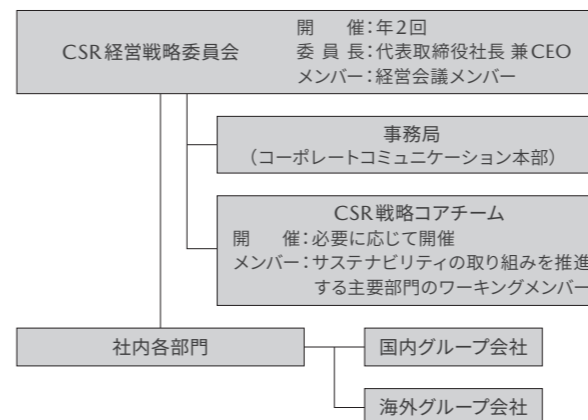 CSR経営戦略委員会
開　　催：年2回
委 員 長：代表取締役社長 兼CEO
メンバー：経営会議メンバー
事務局
（コーポレートコミュニケーション本部）
CSR戦略コアチーム
開　　催：必要に応じて開催
メンバー：サステナビリティの取り組みを推進
する主要部門のワーキングメンバー
社内各部門
国内グループ会社
海外グループ会社